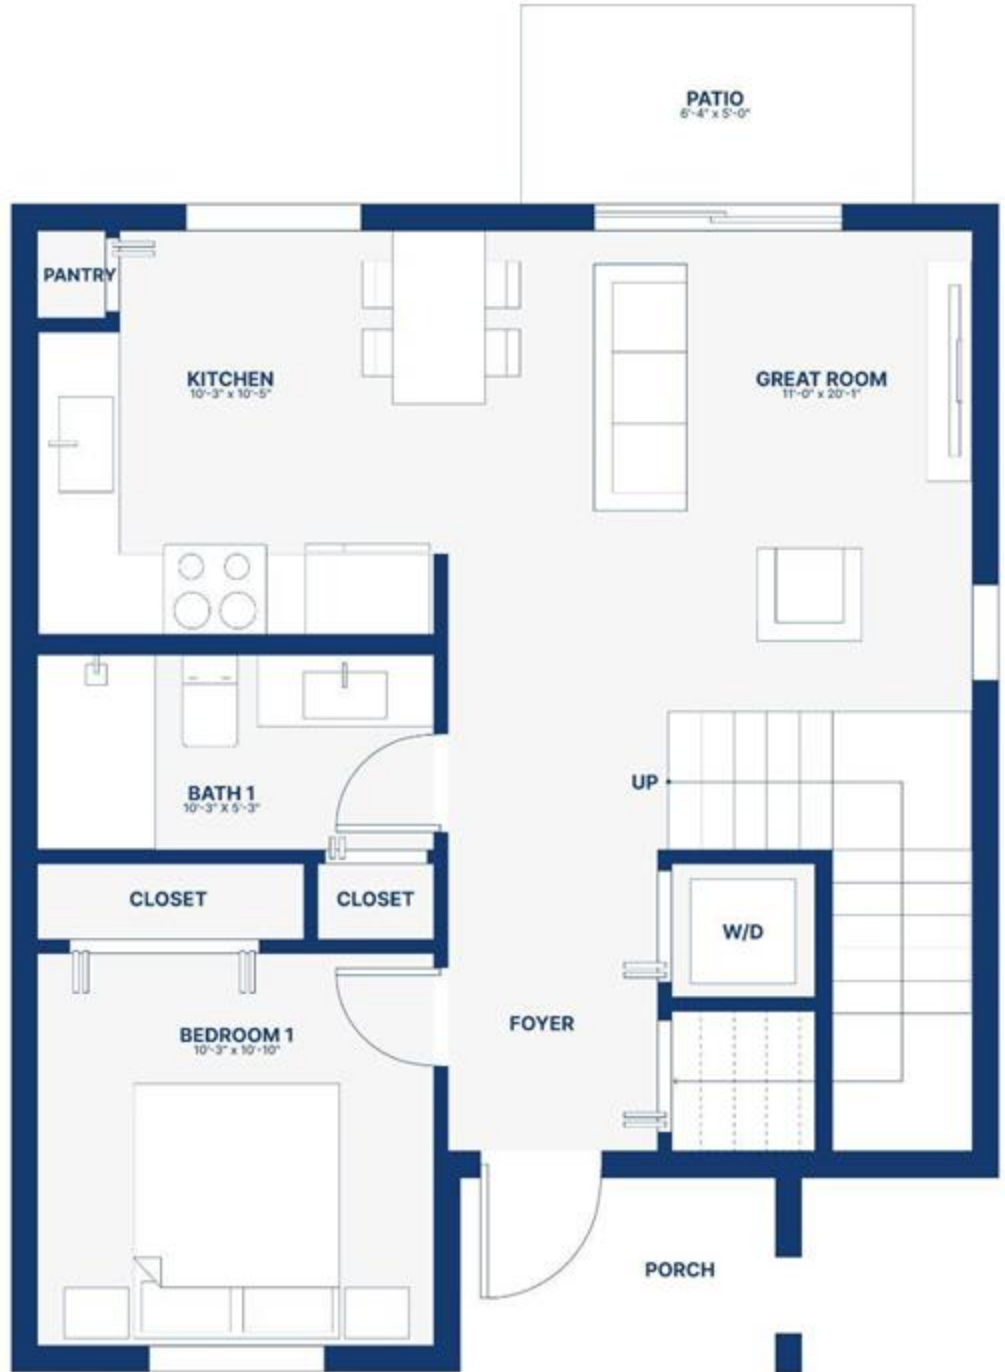 PATIO
6'-4" x 5'-0"
PANTRY
KITCHEN
10'-3" x 10'-5"
GREAT ROOM
11'-0" x 20'-1"
UP
BATH 1
10'-3" X 5'-3"
CLOSET
CLOSET
W/D
FOYER
BEDROOM 1
10'-3" x 10'-10"
PORCH